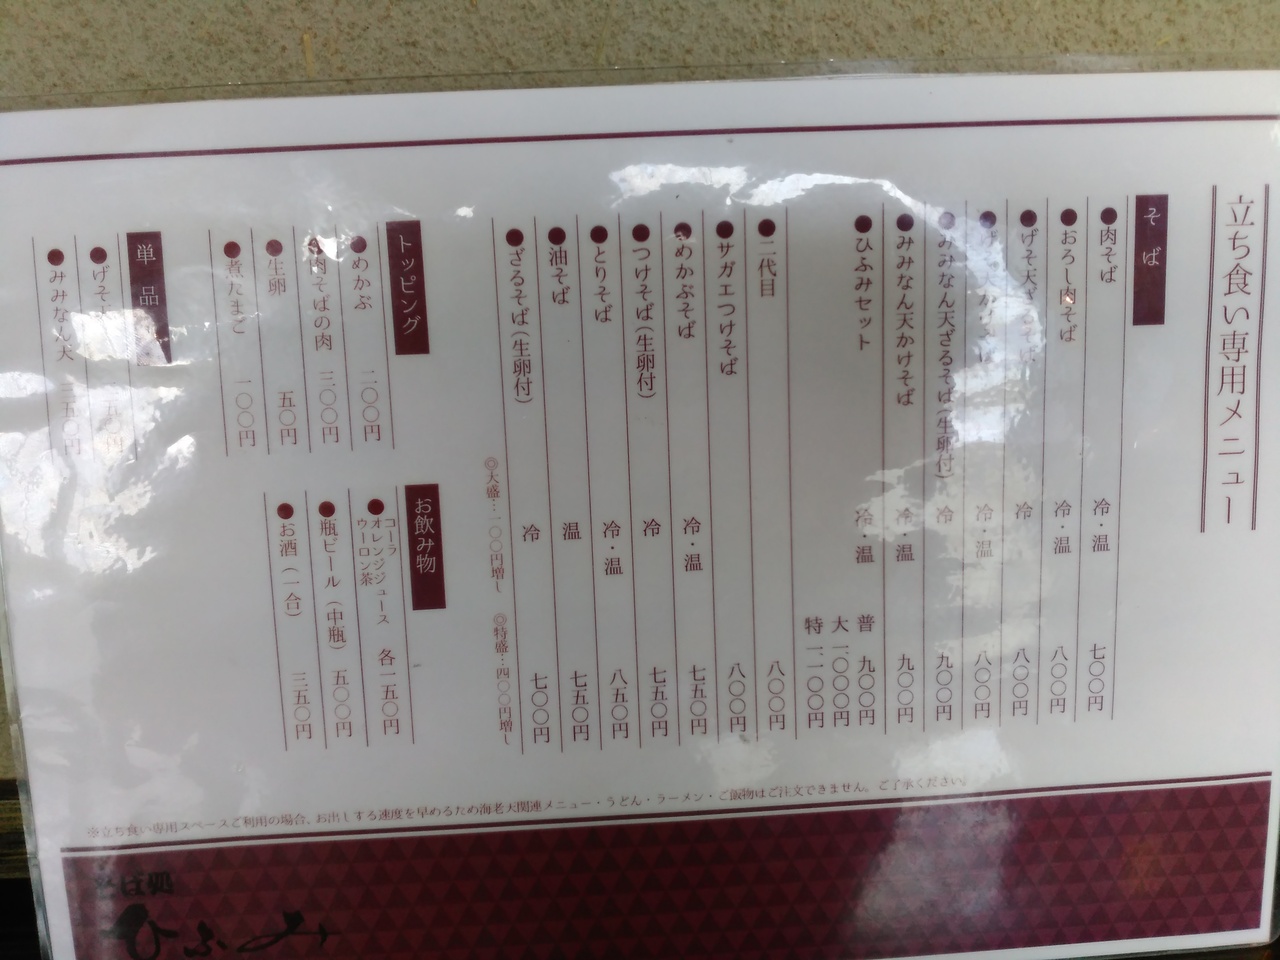 立ち食い専用メニュー
そば
●肉そば 冷・温 七〇〇円
●おろし肉そば 冷・温 八〇〇円
●げそ天ざるそば 冷 八〇〇円
●げそ天かけそば 冷・温 八〇〇円
●みみなん天ざるそば(生卵付) 冷 九〇〇円
●みみなん天かけそば 冷・温 九〇〇円
●ひふみセット 冷・温 普 九〇〇円
大 一〇〇〇円
特 一一〇〇円
●二代目 八〇〇円
●サガエつけそば 八〇〇円
●めかぶそば 冷・温 七五〇円
●つけそば(生卵付) 冷 七五〇円
●とりそば 冷・温 八五〇円
●油そば 温 七五〇円
●ざるそば(生卵付) 冷 七〇〇円
◎大盛…一〇〇円増し ◎特盛…四〇〇円増し
トッピング
●めかぶ 二〇〇円
●肉そばの肉 三〇〇円
●生卵 五〇円
●煮たまご 一〇〇円
単品
●げそ
●みみなん天 三五〇円
お飲み物
●コーラ
オレンジジュース
ウーロン茶
各一五〇円
●瓶ビール(中瓶) 五〇〇円
●お酒(一合) 三五〇円
※立ち食い専用スペースご利用の場合、お出しする速度を早めるため海老天関連メニュー・うどん・ラーメン・ご飯物はご注文できません。ご了承ください。
そば処
ひふみ